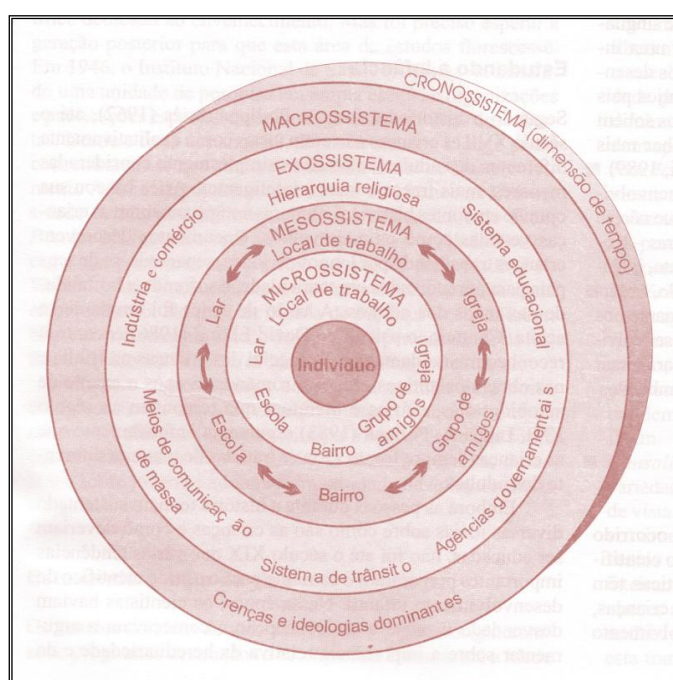 CRONOSSISTEMA (dimensão de tempo)
MACROSSISTEMA
EXOSSISTEMA
Hierarquia religiosa
MESOSSISTEMA
Local de trabalho
MICROSSISTEMA
Local de trabalho
Indivíduo
Lar
Igreja
Escola
Bairro
Grupo de
amigos
Lar
Igreja
Escola
Bairro
Grupo de
amigos
Indústria e comércio
Sistema educacional
Meios de comunicação
de massa
Sistema de trânsito
Agências governamentais
Crenças e ideologias dominantes